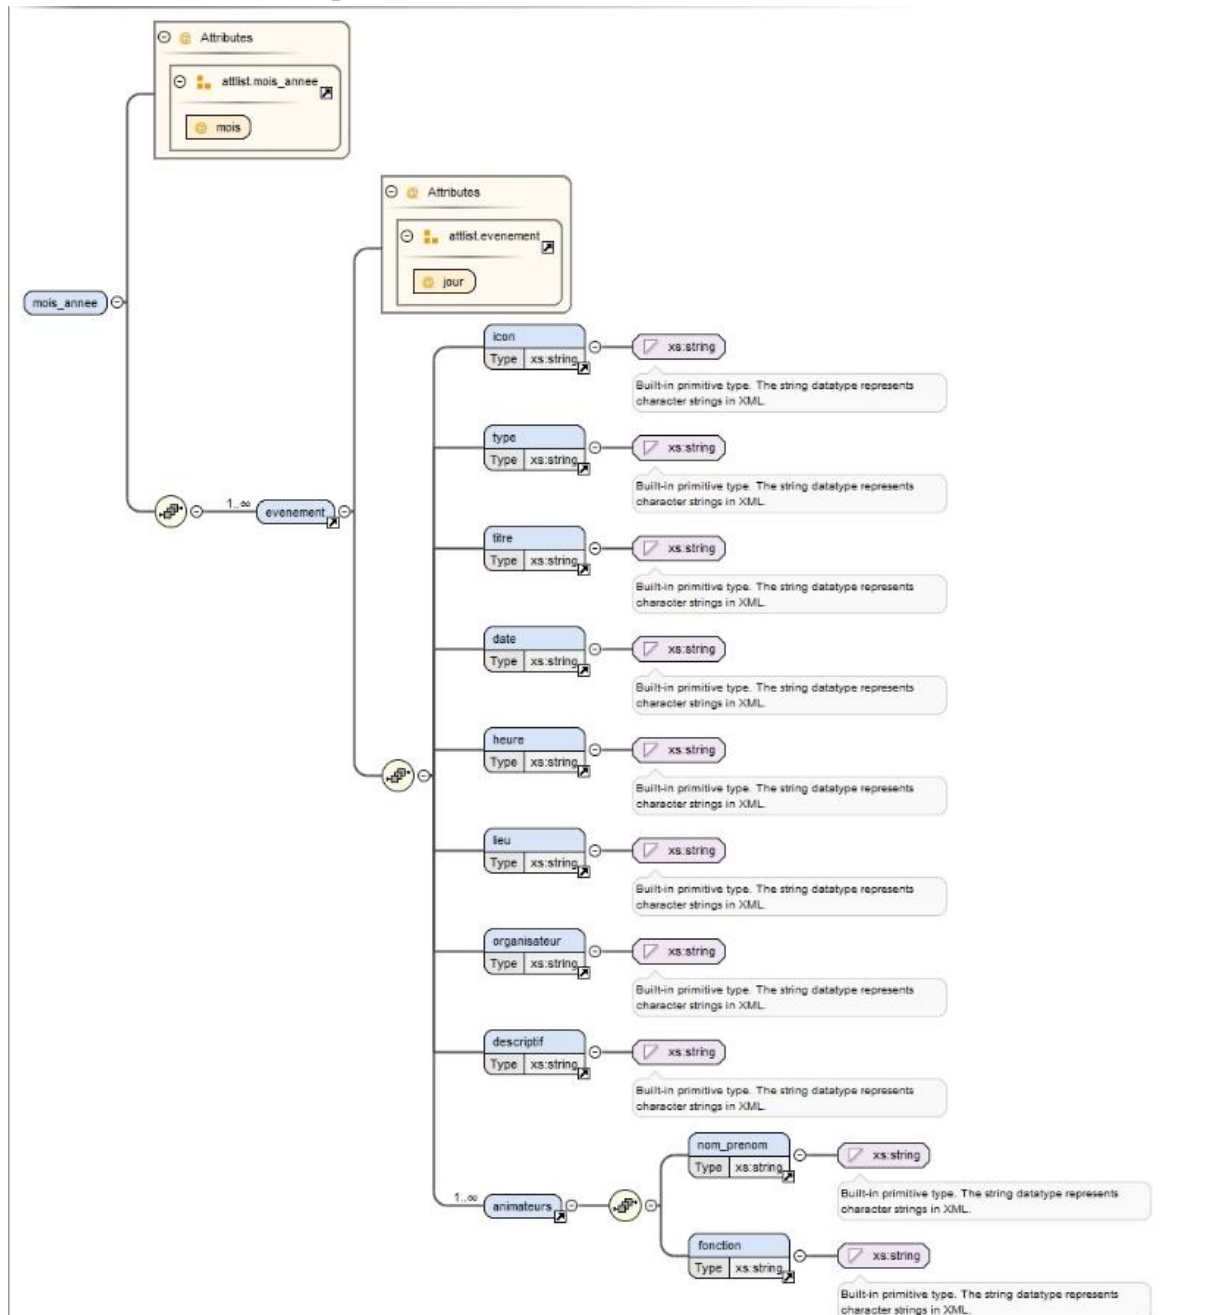 Attributes
attlist.mois_annee
mois
Attributes
attlist.evenement
jour
mois_annee
icon
Type xs:string
xs:string
Built-in primitive type. The string datatype represents
character strings in XML.
type
Type xs:string
xs:string
Built-in primitive type. The string datatype represents
character strings in XML.
1..∞
evenement
titre
Type xs:string
xs:string
Built-in primitive type. The string datatype represents
character strings in XML.
date
Type xs:string
xs:string
Built-in primitive type. The string datatype represents
character strings in XML.
heure
Type xs:string
xs:string
Built-in primitive type. The string datatype represents
character strings in XML.
lieu
Type xs:string
xs:string
Built-in primitive type. The string datatype represents
character strings in XML.
organisateur
Type xs:string
xs:string
Built-in primitive type. The string datatype represents
character strings in XML.
descriptif
Type xs:string
xs:string
Built-in primitive type. The string datatype represents
character strings in XML.
nom_prenom
Type xs:string
xs:string
Built-in primitive type. The string datatype represents
character strings in XML.
1..∞
animateurs
fonction
Type xs:string
xs:string
Built-in primitive type. The string datatype represents
character strings in XML.